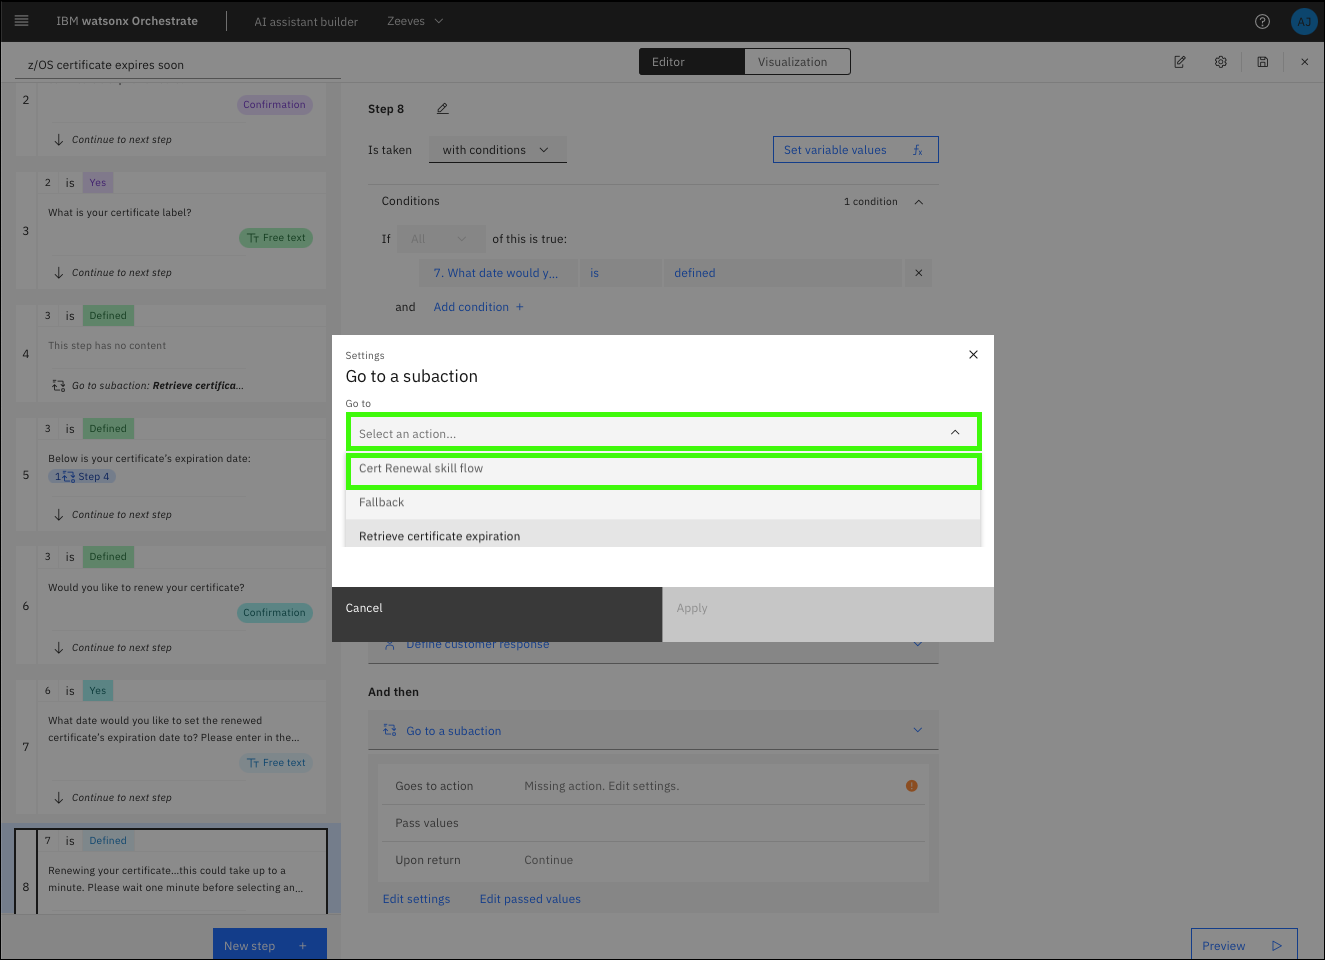 IBM watsonx Orchestrate
AI assistant builder
Zeeves
AJ
z/OS certificate expires soon
Editor
Visualization
2
Confirmation
Continue to next step
2 is Yes
3
What is your certificate label?
Free text
Continue to next step
3 is Defined
4
This step has no content
Go to subaction: Retrieve certifica...
3 is Defined
5
Below is your certificate's expiration date:
1 Step 4
Continue to next step
3 is Defined
6
Would you like to renew your certificate?
Confirmation
Continue to next step
6 is Yes
7
What date would you like to set the renewed
certificate's expiration date to? Please enter in the...
Free text
Continue to next step
7 is Defined
8
Renewing your certificate...this could take up to a
minute. Please wait one minute before selecting an...
New step +
Step 8
Is taken with conditions
Set variable values fx
Conditions
1 condition
If All of this is true:
7. What date would y... is defined
and Add condition +
Settings
Go to a subaction
Go to
Select an action...
Cert Renewal skill flow
Fallback
Retrieve certificate expiration
Cancel
Apply
Define customer response
And then
Go to a subaction
Goes to action Missing action. Edit settings.
Pass values
Upon return Continue
Edit settings Edit passed values
Preview